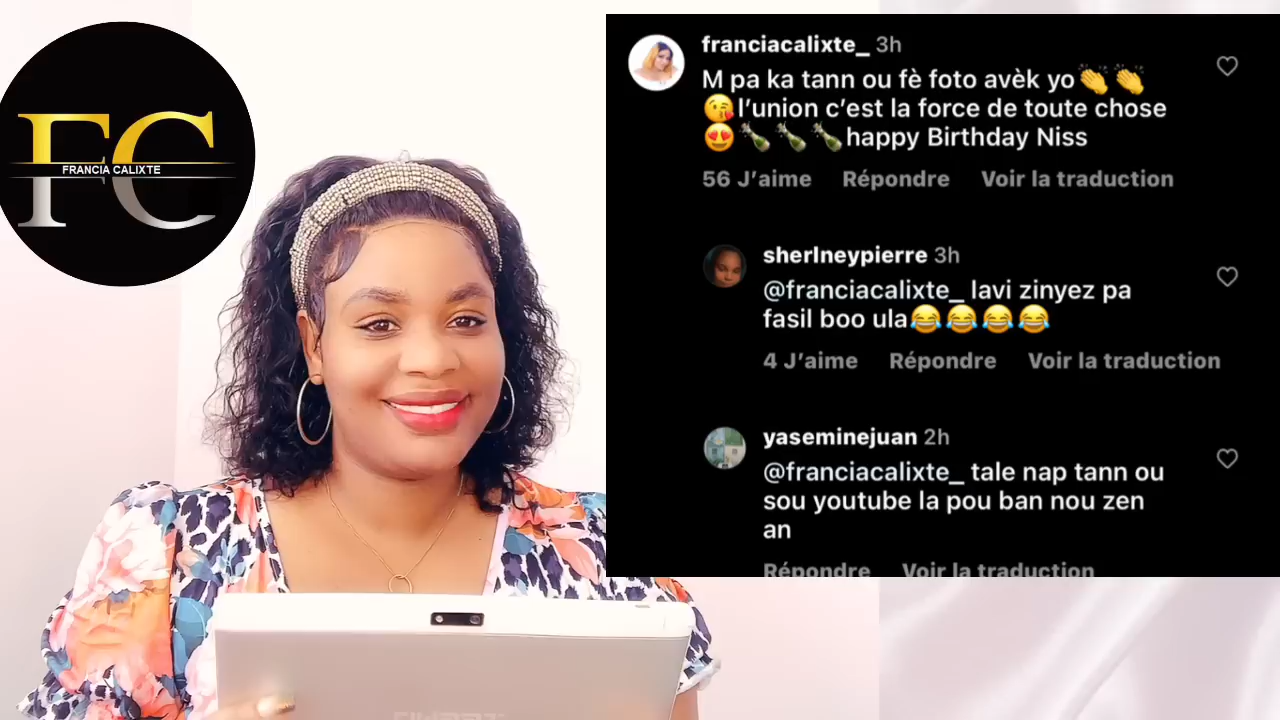 FC
FRANCIA CALIXTE
franciacalixte_ 3h
M pa ka tann ou fè foto avèk yo👏👏
😘l’union c’est la force de toute chose
😍🍾🍾🍾happy Birthday Niss
56 J’aime Répondre Voir la traduction
sherlneypierre 3h
@franciacalixte_ lavi zinyez pa
fasil boo ula😂😂😂😂
4 J’aime Répondre Voir la traduction
yaseminejuan 2h
@franciacalixte_ tale nap tann ou
sou youtube la pou ban nou zen
an
Répondre Voir la traduction